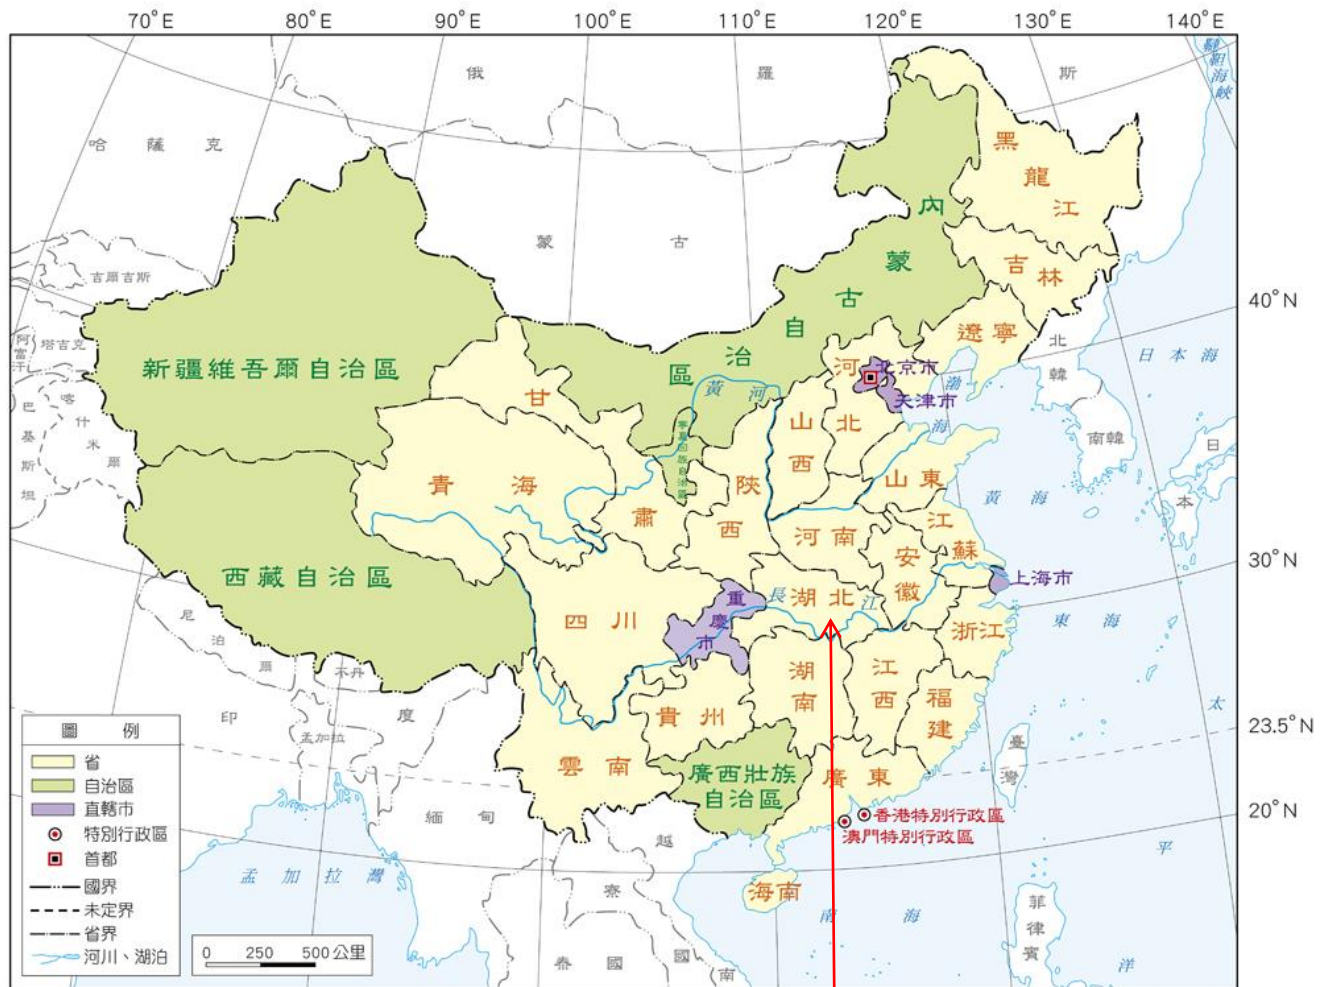 70°E 80°E 100°E 110°E 120°E 130°E 140°E
韃靼海峽
俄 羅 斯
哈薩克
黑龍江
內蒙古自治區
蒙古
吉林
吉爾吉斯
40°N
遼寧
北韓
日本海
阿富汗
塔吉克
新疆維吾爾自治區
甘肅
河北
北京市
天津市
渤海
黃河
寧夏回族自治區
山西
巴基斯坦
喀什米爾
南韓
日本
青海
陝西
山東
黃海
河南
江蘇
安徽
30°N
西藏自治區
上海市
四川
重慶市
長江
湖北
浙江
東海
尼泊爾
不丹
湖南
江西
福建
印度
孟加拉
貴州
太平洋
23.5°N
雲南
廣西壯族自治區
廣東
臺灣
緬甸
越南
香港特別行政區
澳門特別行政區
20°N
孟加拉灣
寮國
海南
南海
菲律賓
泰國
圖例
省
自治區
直轄市
特別行政區
首都
國界
未定界
省界
河川、湖泊
0 250 500 公里